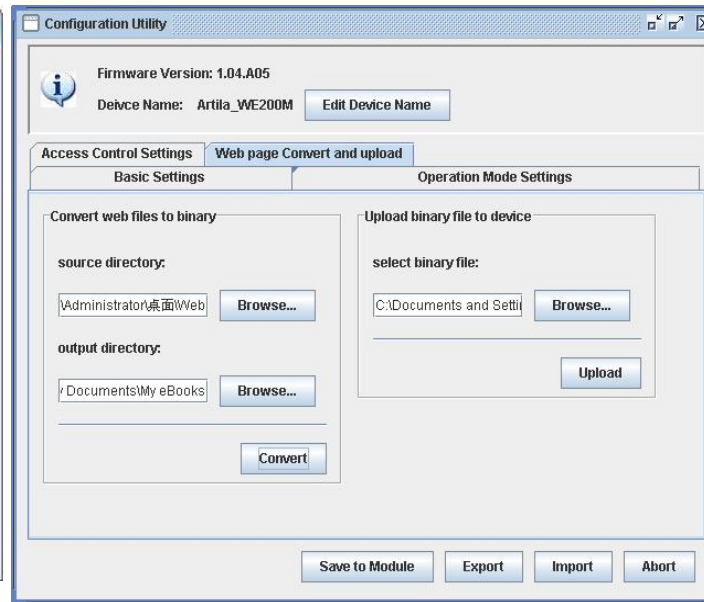 Configuration Utility
Firmware Version: 1.04.A05
Deivce Name: Artila_WE200M Edit Device Name
Access Control Settings Web page Convert and upload
Basic Settings Operation Mode Settings
Convert web files to binary
source directory:
\Administrator\桌面\Web Browse...
output directory:
Documents\My eBooks Browse...
Convert
Upload binary file to device
select binary file:
C:\Documents and Setti Browse...
Upload
Save to Module Export Import Abort